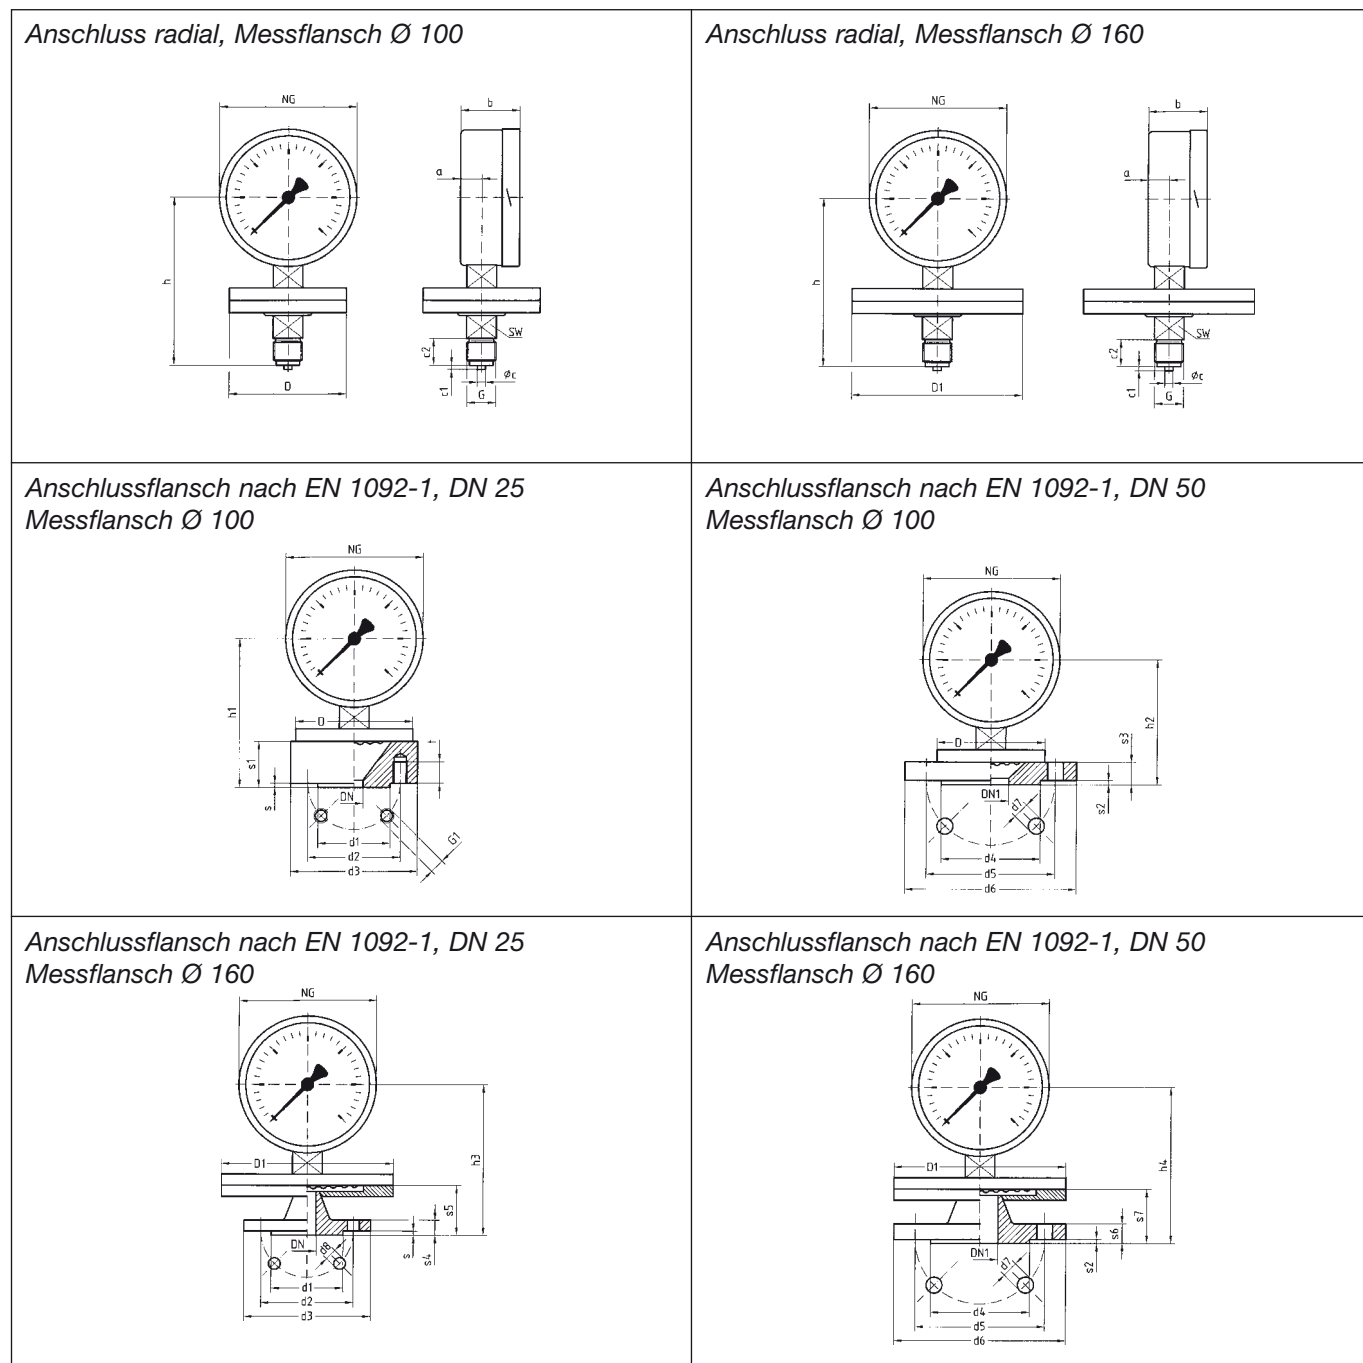 Anschluss radial, Messflansch Ø 100
NG
b
a
h
SW
c2
c1
Øc
D
G
Anschluss radial, Messflansch Ø 160
NG
b
a
h
SW
c2
c1
Øc
D1
G
Anschlussflansch nach EN 1092-1, DN 25
Messflansch Ø 100
NG
h1
D
s1
t
s
DN
d1
d2
d3
G1
Anschlussflansch nach EN 1092-1, DN 50
Messflansch Ø 100
NG
h2
D
s3
s2
DN1
d7
d4
d5
d6
Anschlussflansch nach EN 1092-1, DN 25
Messflansch Ø 160
NG
h3
D1
s5
DN
d8
s
s4
d1
d2
d3
Anschlussflansch nach EN 1092-1, DN 50
Messflansch Ø 160
NG
h4
D1
s7
s6
s2
DN1
d7
d4
d5
d6